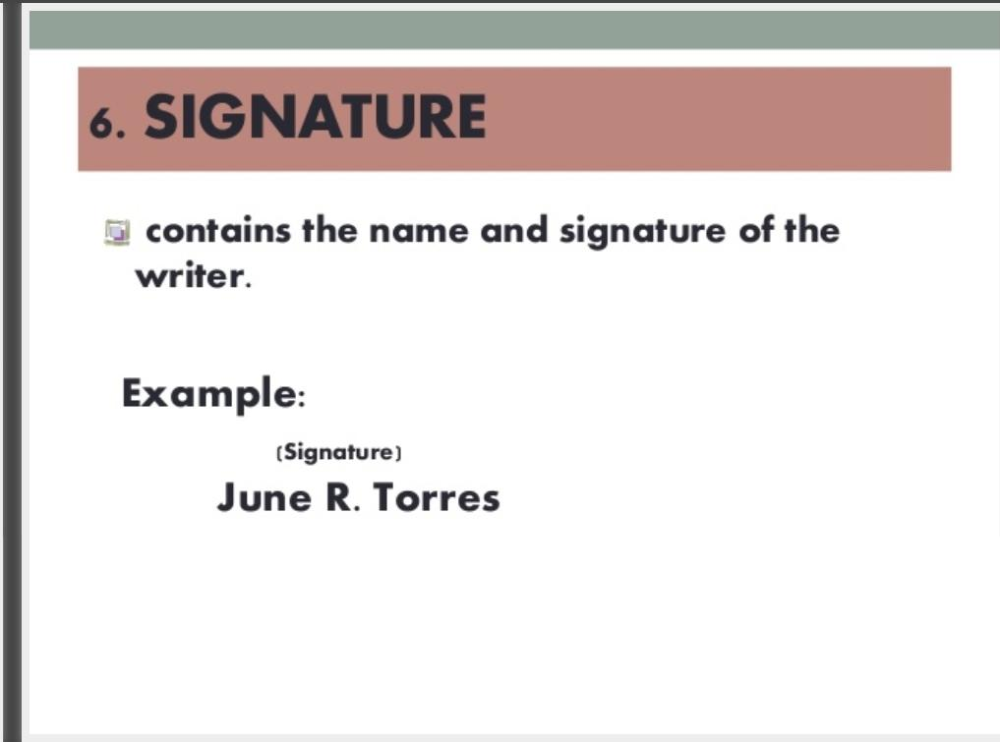 6. SIGNATURE
contains the name and signature of the
writer.
Example:
(Signature)
June R. Torres